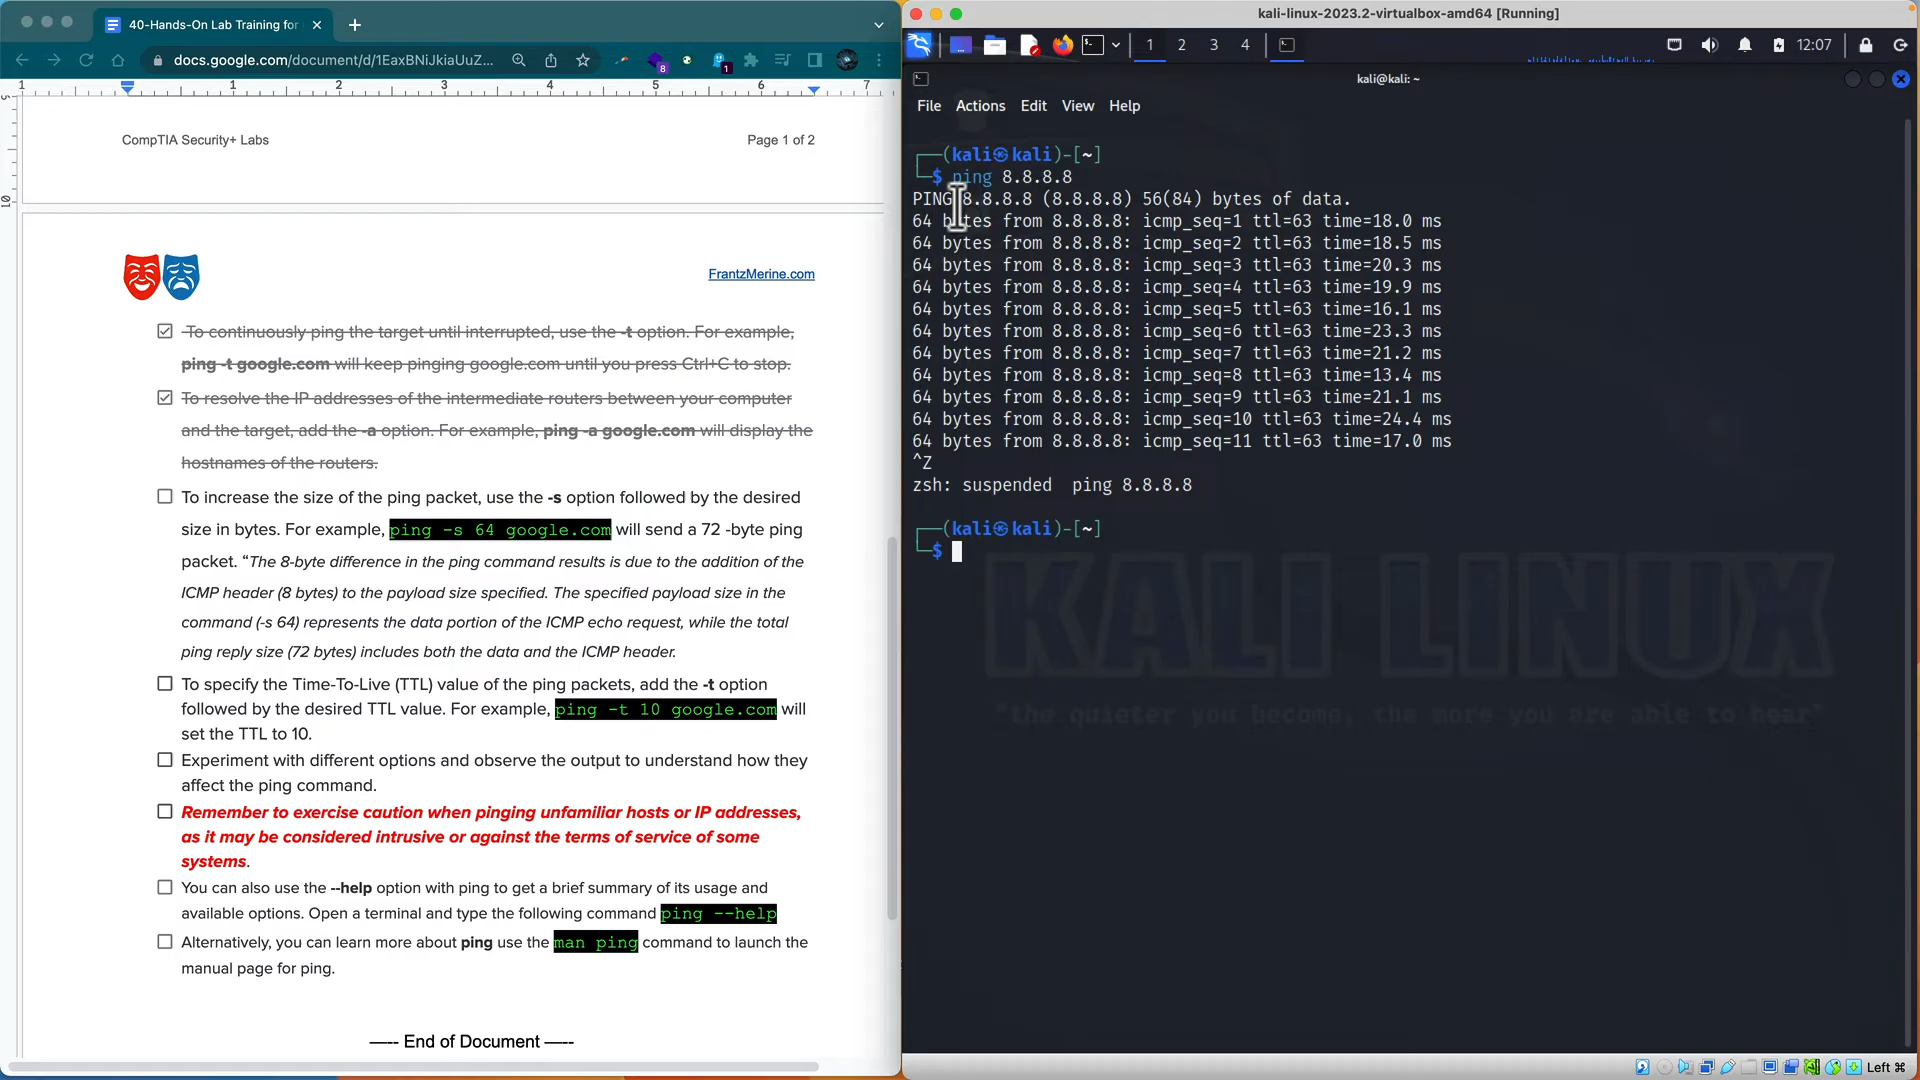 40-Hands-On Lab Training for
docs.google.com/document/d/1EaxBNiJkiaUuZ...
8
1
1 1 2 3 4 5 6 7
CompTIA Security+ Labs
Page 1 of 2
FrantzMerine.com
To continuously ping the target until interrupted, use the -t option. For example,
ping -t google.com will keep pinging google.com until you press Ctrl+C to stop.
To resolve the IP addresses of the intermediate routers between your computer
and the target, add the -a option. For example, ping -a google.com will display the
hostnames of the routers.
To increase the size of the ping packet, use the -s option followed by the desired
size in bytes. For example, ping -s 64 google.com will send a 72 -byte ping
packet. “The 8-byte difference in the ping command results is due to the addition of the
ICMP header (8 bytes) to the payload size specified. The specified payload size in the
command (-s 64) represents the data portion of the ICMP echo request, while the total
ping reply size (72 bytes) includes both the data and the ICMP header.
To specify the Time-To-Live (TTL) value of the ping packets, add the -t option
followed by the desired TTL value. For example, ping -t 10 google.com will
set the TTL to 10.
Experiment with different options and observe the output to understand how they
affect the ping command.
Remember to exercise caution when pinging unfamiliar hosts or IP addresses,
as it may be considered intrusive or against the terms of service of some
systems.
You can also use the --help option with ping to get a brief summary of its usage and
available options. Open a terminal and type the following command ping --help
Alternatively, you can learn more about ping use the man ping command to launch the
manual page for ping.
—-- End of Document —--
kali-linux-2023.2-virtualbox-amd64 [Running]
1 2 3 4
12:07
kali@kali: ~
File Actions Edit View Help
┌──(kali㉿kali)-[~]
└─$ ping 8.8.8.8
PING 8.8.8.8 (8.8.8.8) 56(84) bytes of data.
64 bytes from 8.8.8.8: icmp_seq=1 ttl=63 time=18.0 ms
64 bytes from 8.8.8.8: icmp_seq=2 ttl=63 time=18.5 ms
64 bytes from 8.8.8.8: icmp_seq=3 ttl=63 time=20.3 ms
64 bytes from 8.8.8.8: icmp_seq=4 ttl=63 time=19.9 ms
64 bytes from 8.8.8.8: icmp_seq=5 ttl=63 time=16.1 ms
64 bytes from 8.8.8.8: icmp_seq=6 ttl=63 time=23.3 ms
64 bytes from 8.8.8.8: icmp_seq=7 ttl=63 time=21.2 ms
64 bytes from 8.8.8.8: icmp_seq=8 ttl=63 time=13.4 ms
64 bytes from 8.8.8.8: icmp_seq=9 ttl=63 time=21.1 ms
64 bytes from 8.8.8.8: icmp_seq=10 ttl=63 time=24.4 ms
64 bytes from 8.8.8.8: icmp_seq=11 ttl=63 time=17.0 ms
^Z
zsh: suspended  ping 8.8.8.8
┌──(kali㉿kali)-[~]
└─$
KALI LINUX
"the quieter you become, the more you are able to hear"
Left ⌘